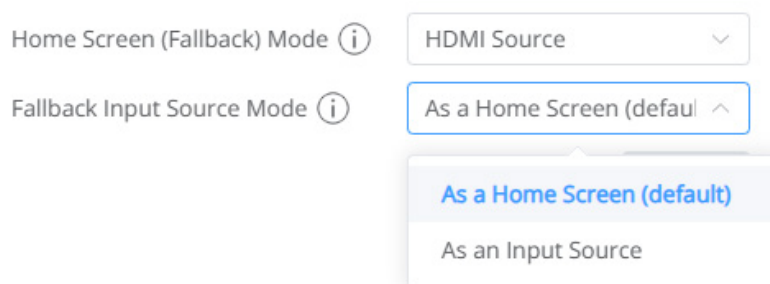 Home Screen (Fallback) Mode HDMI Source
Fallback Input Source Mode As a Home Screen (defaul
As a Home Screen (default)
As an Input Source